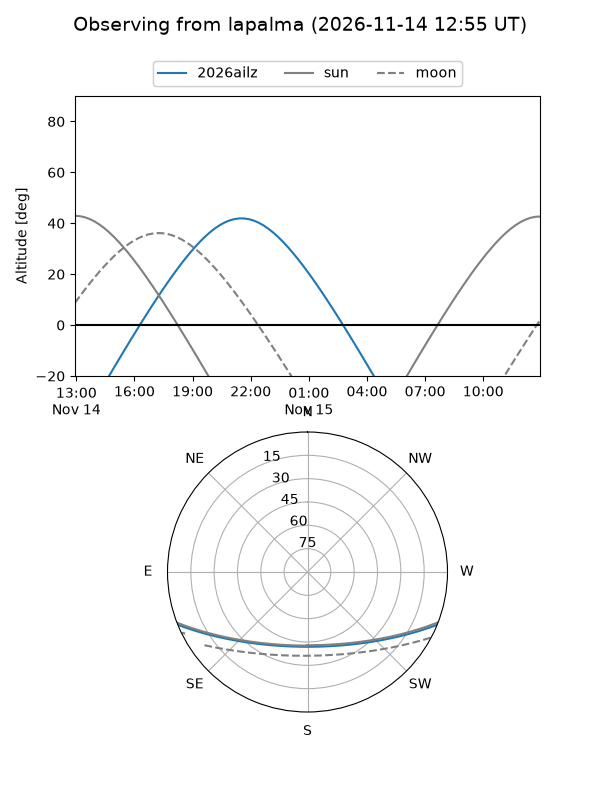 Observing from lapalma (2026-11-14 12:55 UT)
2026ailz sun moon
Altitude [deg]
80
60
40
20
0
−20
13:00 16:00 19:00 22:00 01:00 04:00 07:00 10:00
Nov 14 Nov 15
N
NE NW
15
30
45
60
75
E W
SE SW
S